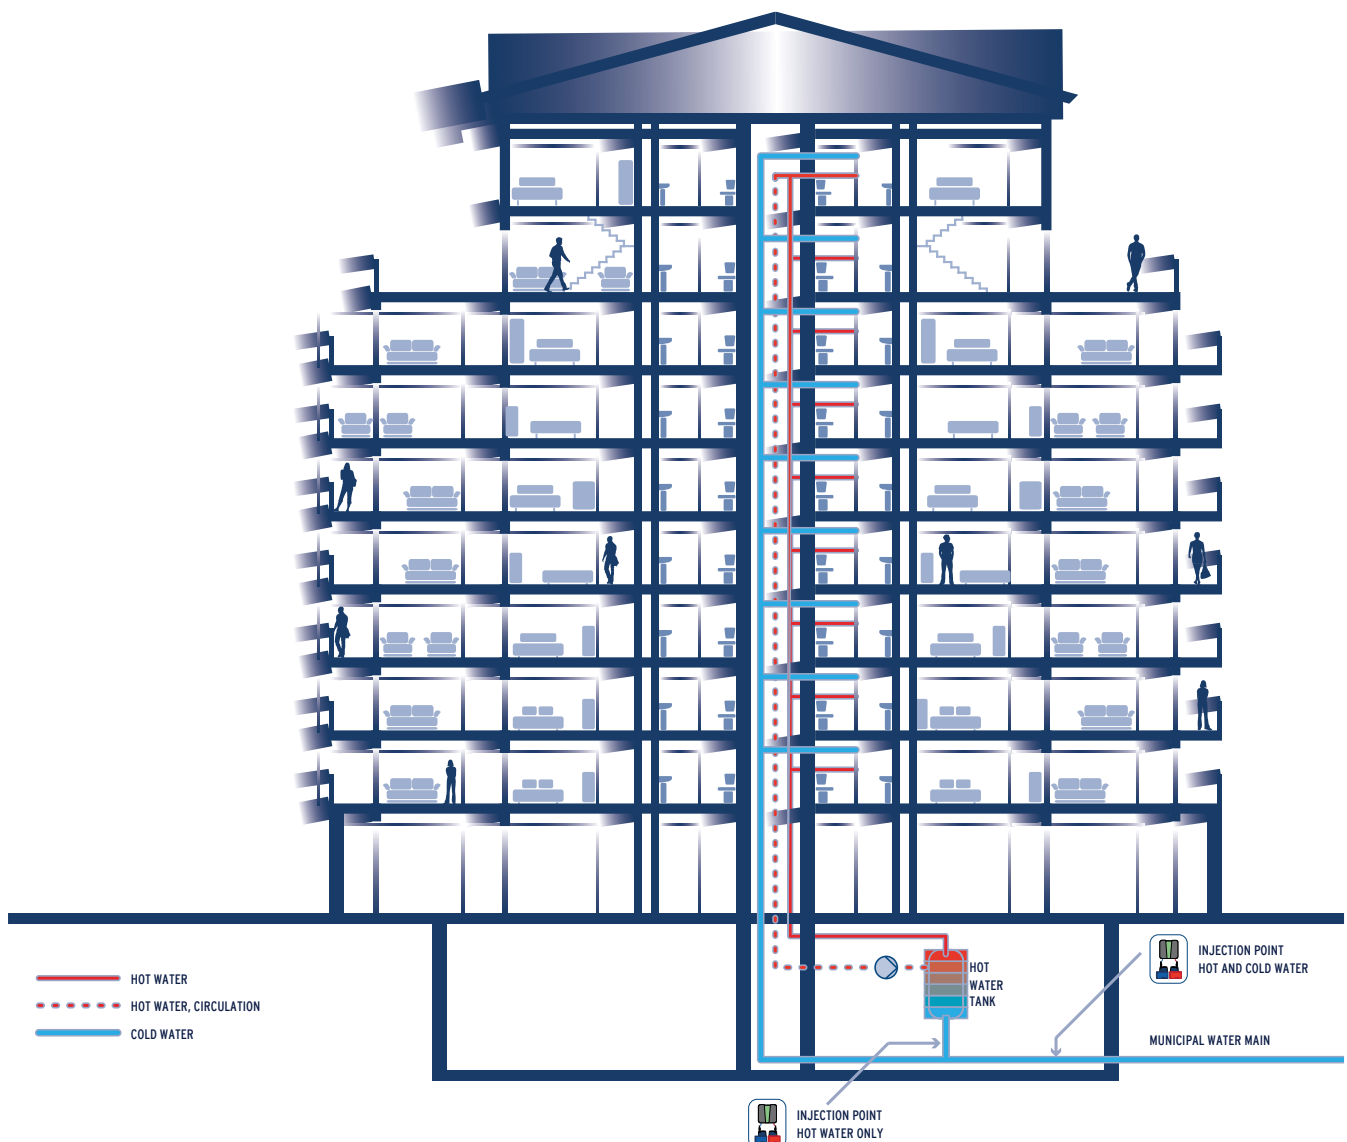 HOT WATER
HOT WATER, CIRCULATION
COLD WATER
HOT
WATER
TANK
INJECTION POINT
HOT AND COLD WATER
MUNICIPAL WATER MAIN
INJECTION POINT
HOT WATER ONLY